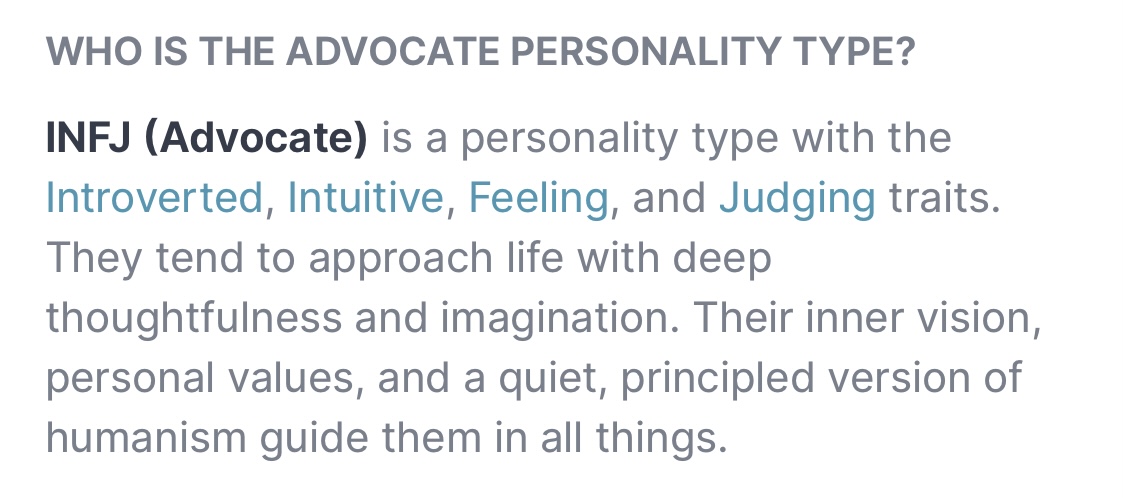 WHO IS THE ADVOCATE PERSONALITY TYPE?
INFJ (Advocate) is a personality type with the
Introverted, Intuitive, Feeling, and Judging traits.
They tend to approach life with deep
thoughtfulness and imagination. Their inner vision,
personal values, and a quiet, principled version of
humanism guide them in all things.